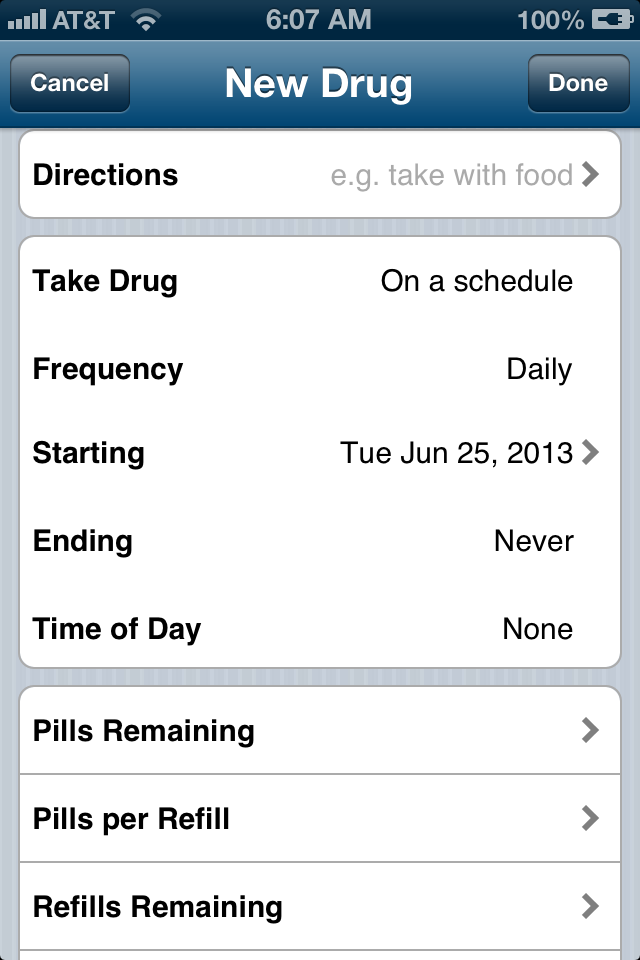 AT&T 6:07 AM 100%
Cancel New Drug Done
Directions e.g. take with food
Take Drug On a schedule
Frequency Daily
Starting Tue Jun 25, 2013
Ending Never
Time of Day None
Pills Remaining
Pills per Refill
Refills Remaining